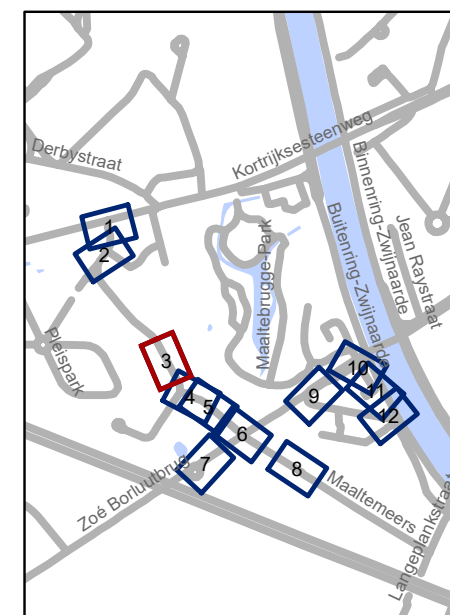 Derbystraat
Kortrijksesteenweg
Binnenring-Zwijnaarde
Jean Raystraat
Buitenring-Zwijnaarde
Maaltebrugge-Park
Pleispark
1
2
3
4
5
6
7
8
9
10
11
12
Zoé Borluutbrug
Maaltemeers
Langeplankstraat